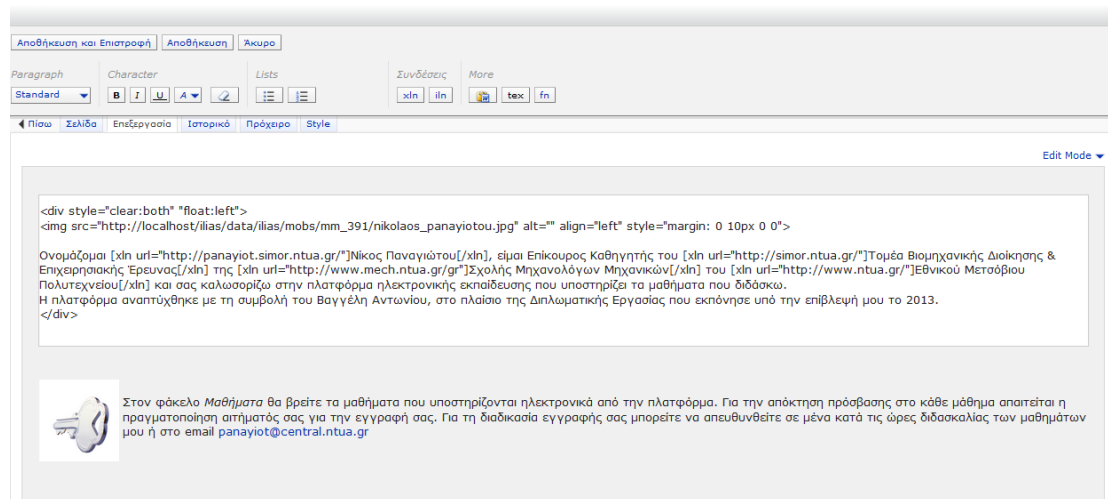 Αποθήκευση και Επιστροφή Αποθήκευση Άκυρο
Paragraph Character Lists Συνδέσεις More
Standard B I U A xln iln tex fn
Πίσω Σελίδα Επεξεργασία Ιστορικό Πρόχειρο Style
Edit Mode
<div style="clear:both" "float:left">
<img src="http://localhost/ilias/data/ilias/mobs/mm_391/nikolaos_panayiotou.jpg" alt="" align="left" style="margin: 0 10px 0 0">
Ονομάζομαι [xln url="http://panayiot.simor.ntua.gr/"]Νίκος Παναγιώτου[/xln], είμαι Επίκουρος Καθηγητής του [xln url="http://simor.ntua.gr/"]Τομέα Βιομηχανικής Διοίκησης &
Επιχειρησιακής Έρευνας[/xln] της [xln url="http://www.mech.ntua.gr/gr"]Σχολής Μηχανολόγων Μηχανικών[/xln] του [xln url="http://www.ntua.gr/"]Εθνικού Μετσόβιου
Πολυτεχνείου[/xln] και σας καλωσορίζω στην πλατφόρμα ηλεκτρονικής εκπαίδευσης που υποστηρίζει τα μαθήματα που διδάσκω.
Η πλατφόρμα αναπτύχθηκε με τη συμβολή του Βαγγέλη Αντωνίου, στο πλαίσιο της Διπλωματικής Εργασίας που εκπόνησε υπό την επίβλεψή μου το 2013.
</div>
Στον φάκελο Μαθήματα θα βρείτε τα μαθήματα που υποστηρίζονται ηλεκτρονικά από την πλατφόρμα. Για την απόκτηση πρόσβασης στο κάθε μάθημα απαιτείται η
πραγματοποίηση αιτήματός σας για την εγγραφή σας. Για τη διαδικασία εγγραφής σας μπορείτε να απευθυνθείτε σε μένα κατά τις ώρες διδασκαλίας των μαθημάτων
μου ή στο email panayiot@central.ntua.gr